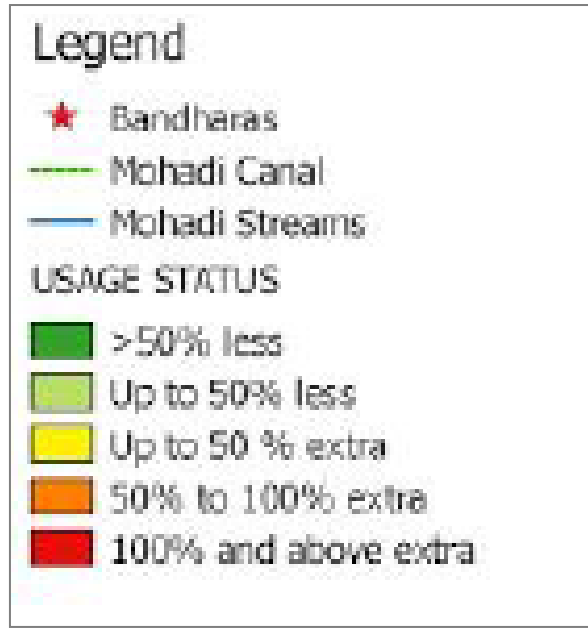 Legend
Bandharas
Mohadi Canal
Mohadi Streams
USAGE STATUS
>50% less
Up to 50% less
Up to 50 % extra
50% to 100% extra
100% and above extra